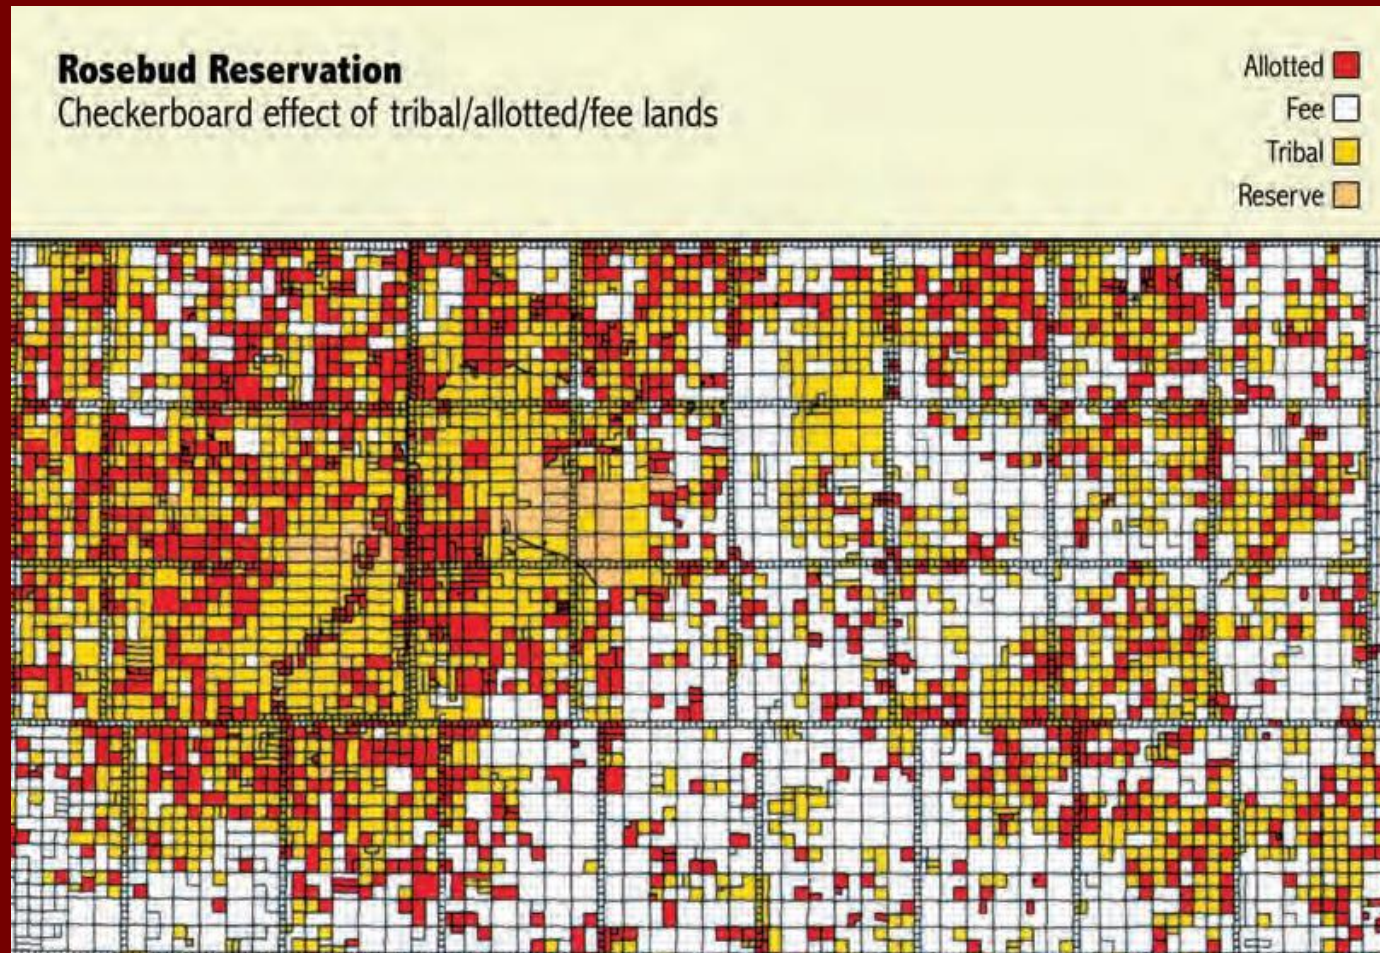 Rosebud Reservation
Checkerboard effect of tribal/allotted/fee lands
Allotted
Fee
Tribal
Reserve